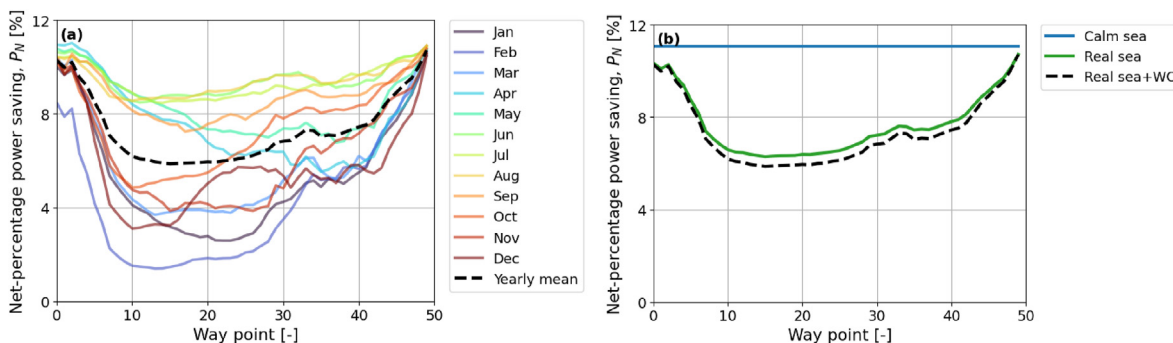 (a)
Net-percentage power saving, P_N [%]
12
8
4
0
0 10 20 30 40 50
Way point [-]
Jan
Feb
Mar
Apr
May
Jun
Jul
Aug
Sep
Oct
Nov
Dec
Yearly mean
(b)
Net-percentage power saving, P_N [%]
12
8
4
0
0 10 20 30 40 50
Way point [-]
Calm sea
Real sea
Real sea+WC